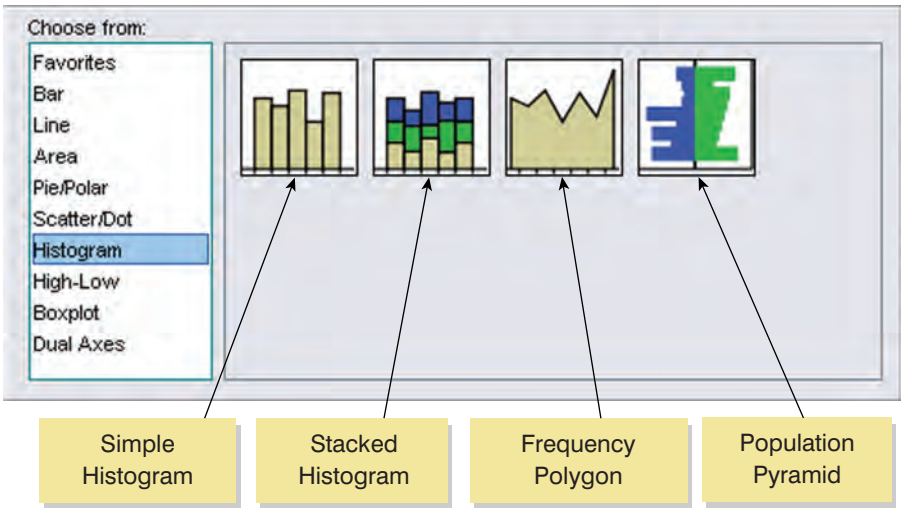 Choose from:
Favorites
Bar
Line
Area
Pie/Polar
Scatter/Dot
Histogram
High-Low
Boxplot
Dual Axes
Simple
Histogram
Stacked
Histogram
Frequency
Polygon
Population
Pyramid